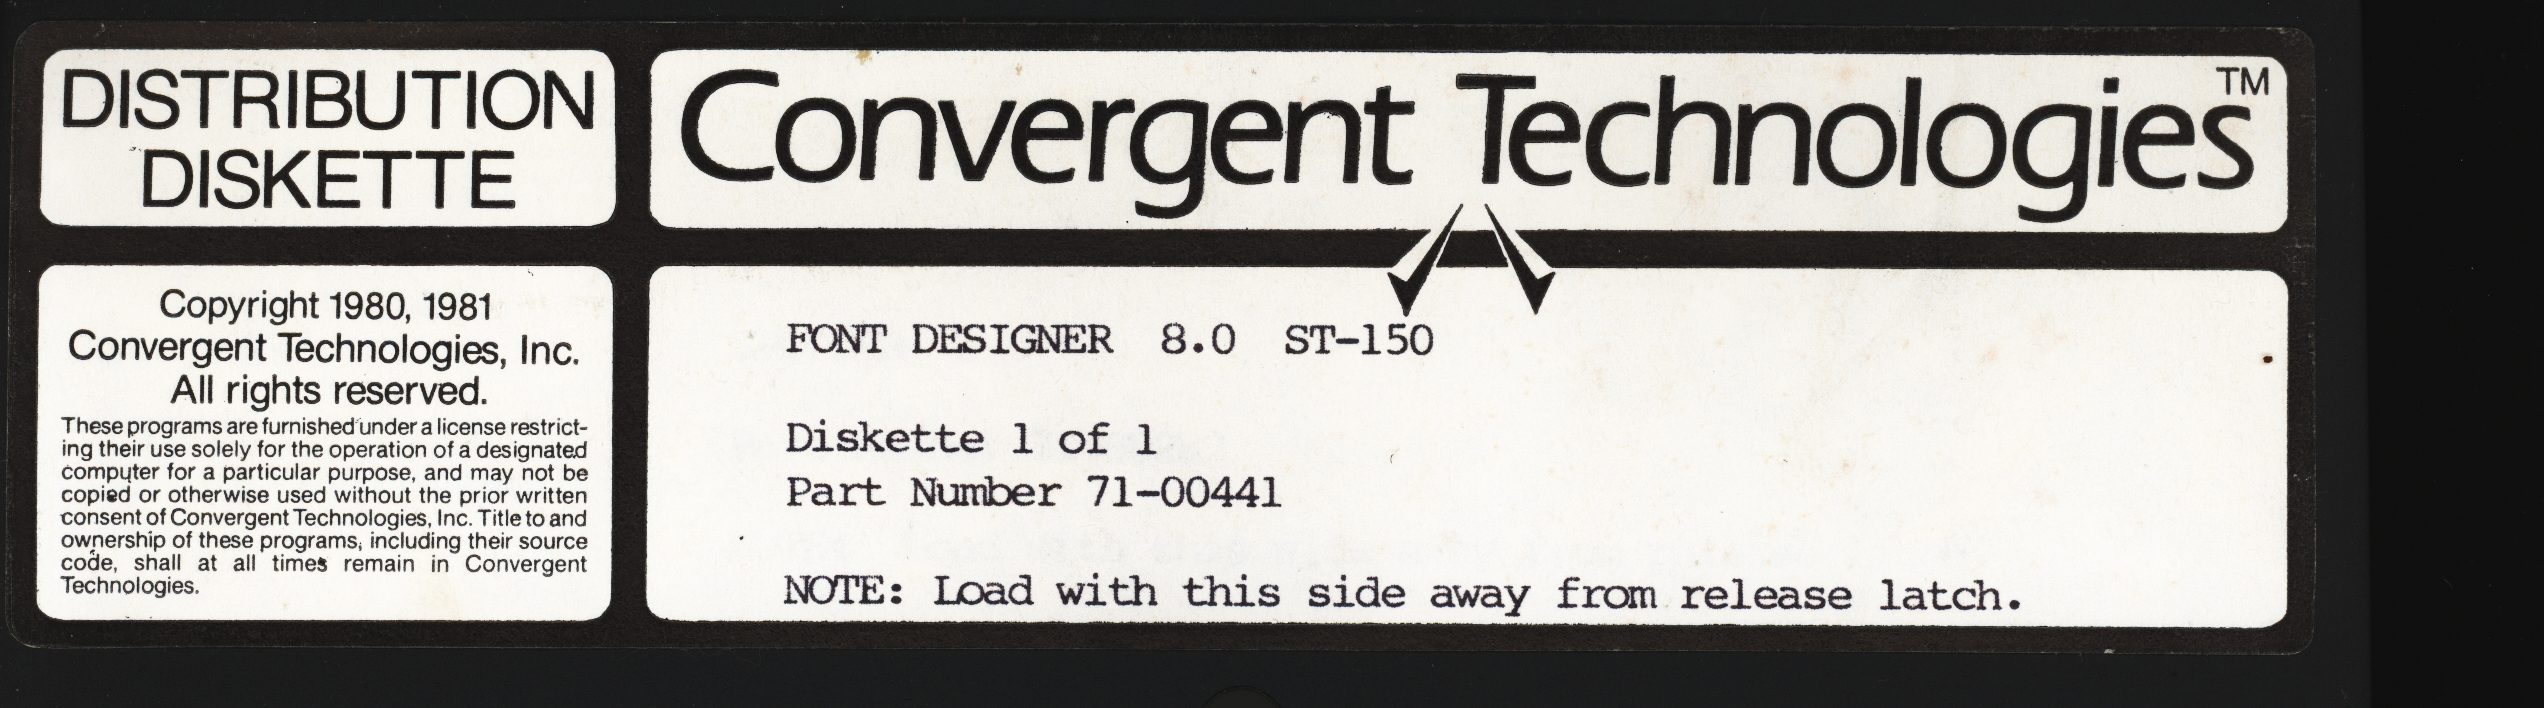 DISTRIBUTION
DISKETTE
Convergent Technologies™
Copyright 1980, 1981
Convergent Technologies, Inc.
All rights reserved.
These programs are furnished under a license restrict-
ing their use solely for the operation of a designated
computer for a particular purpose, and may not be
copied or otherwise used without the prior written
consent of Convergent Technologies, Inc. Title to and
ownership of these programs, including their source
code, shall at all times remain in Convergent
Technologies.
FONT DESIGNER 8.0 ST-150
Diskette 1 of 1
Part Number 71-00441
NOTE: Load with this side away from release latch.